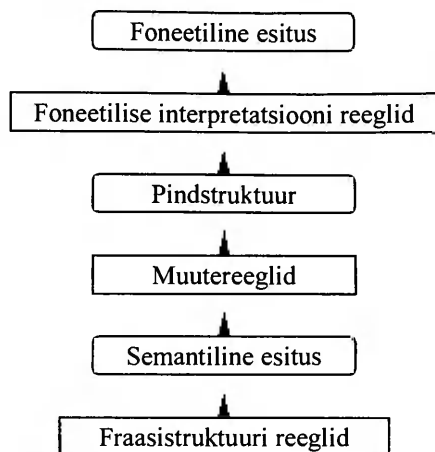 Foneetiline esitus
Foneetilise interpretatsiooni reeglid
Pindstruktuur
Muutereeglid
Semantiline esitus
Fraasistruktuuri reeglid